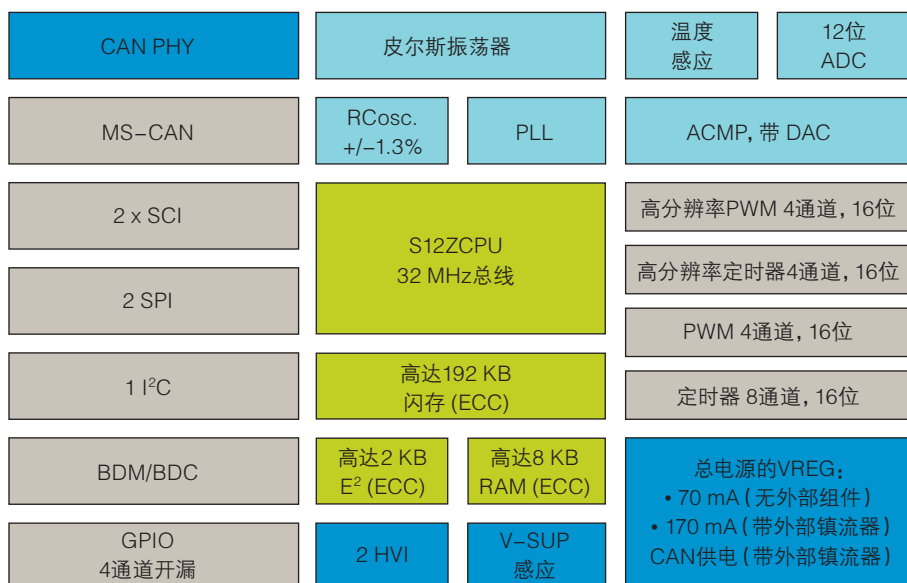 CAN PHY
皮尔斯振荡器
温度
感应
12位
ADC
MS-CAN
RCosc.
+/-1.3%
PLL
ACMP, 带 DAC
2 x SCI
S12ZCPU
32 MHz总线
高分辨率PWM 4通道, 16位
高分辨率定时器4通道, 16位
2 SPI
PWM 4通道, 16位
1 I²C
高达192 KB
闪存 (ECC)
定时器 8通道, 16位
BDM/BDC
高达2 KB
E² (ECC)
高达8 KB
RAM (ECC)
总电源的VREG:
• 70 mA (无外部组件)
• 170 mA (带外部镇流器)
CAN供电 (带外部镇流器)
GPIO
4通道开漏
2 HVI
V-SUP
感应